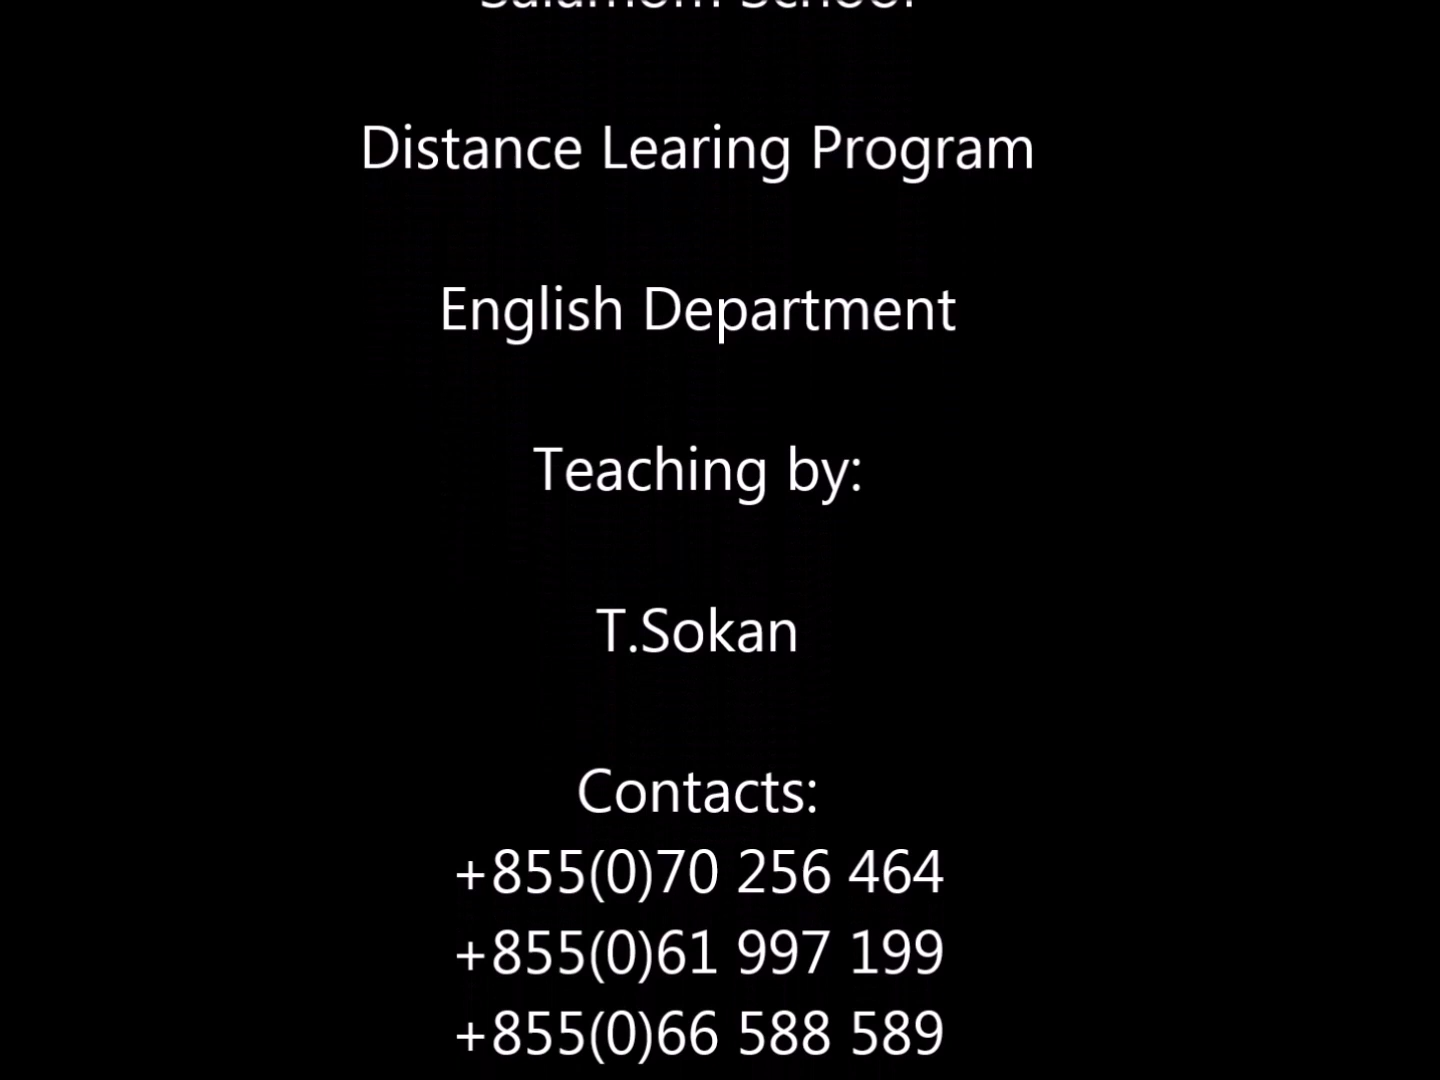 School
Distance Learing Program
English Department
Teaching by:
T.Sokan
Contacts:
+855(0)70 256 464
+855(0)61 997 199
+855(0)66 588 589